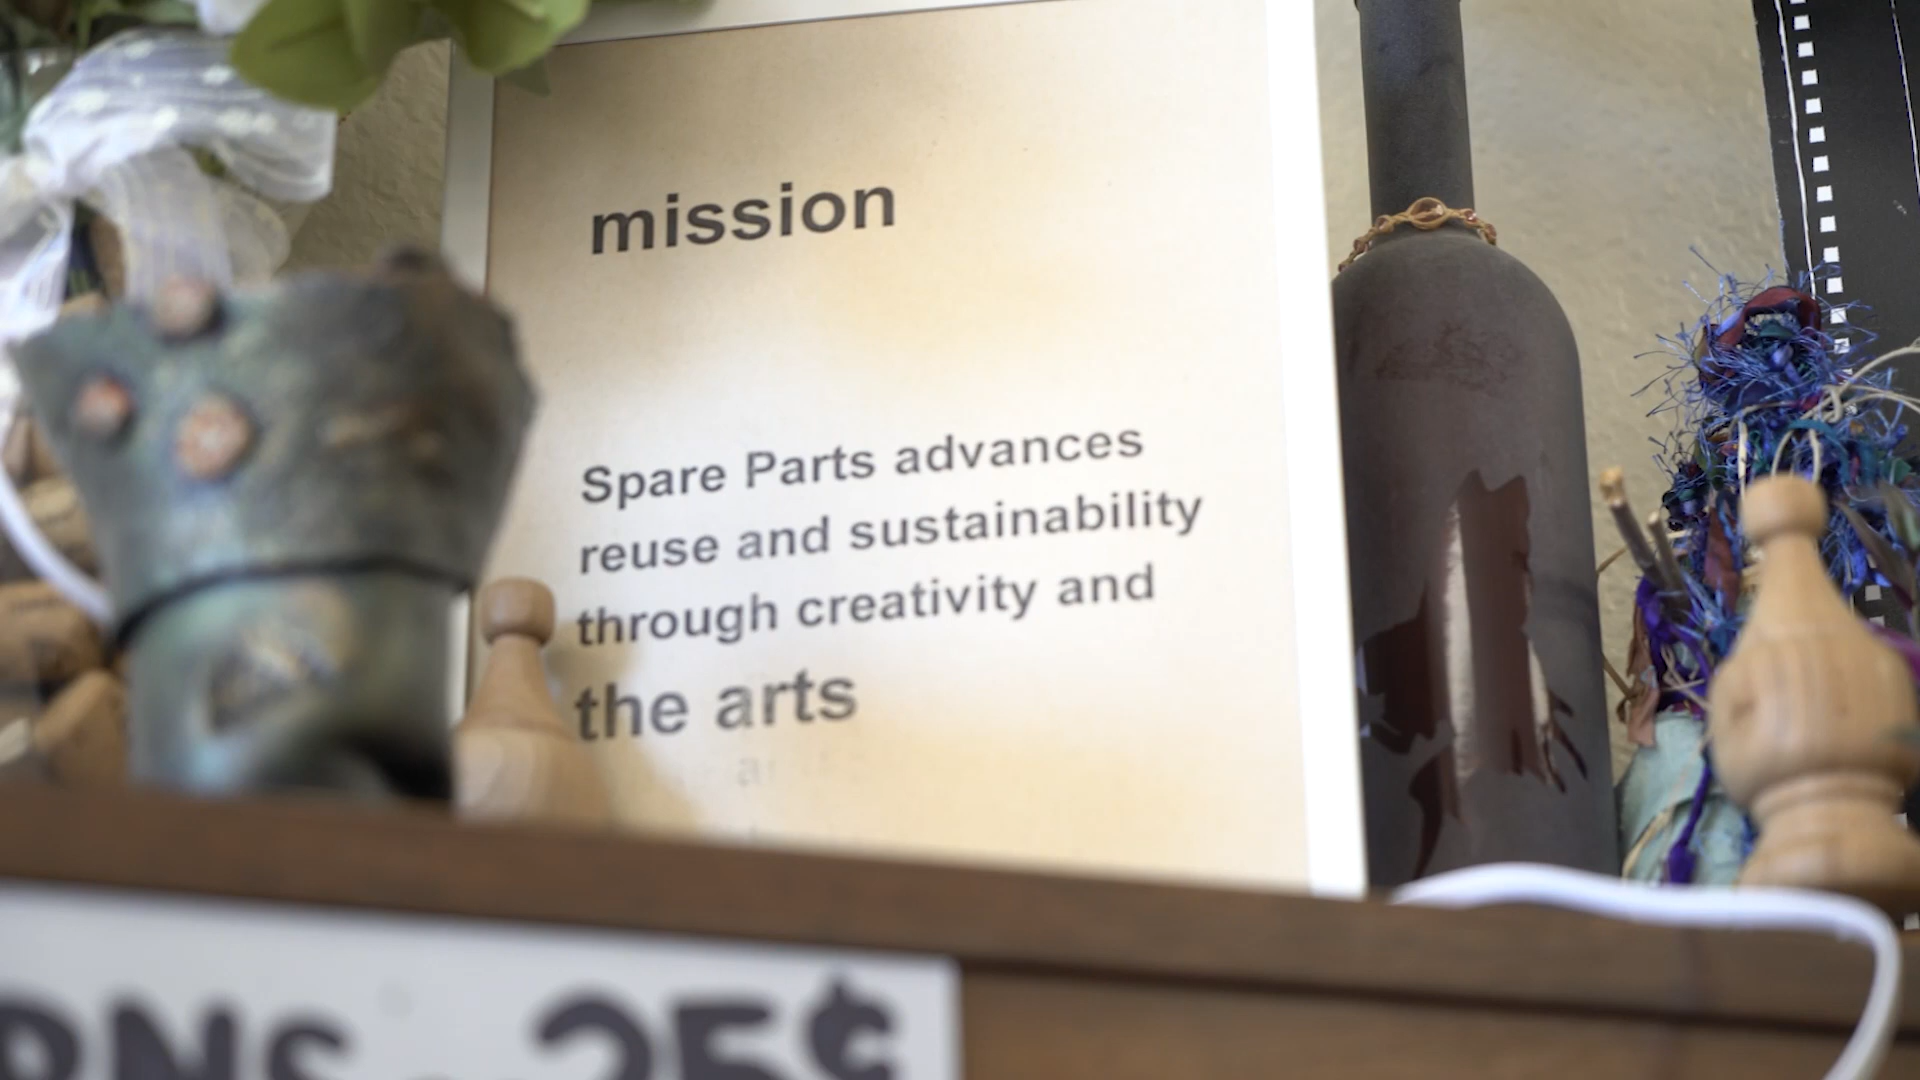 mission
Spare Parts advances
reuse and sustainability
through creativity and
the arts
25¢